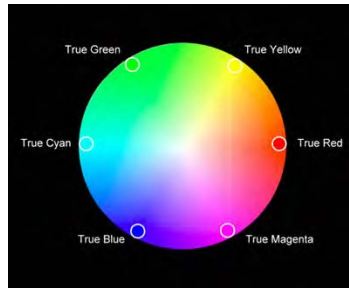 True Green
True Yellow
True Cyan
True Red
True Blue
True Magenta